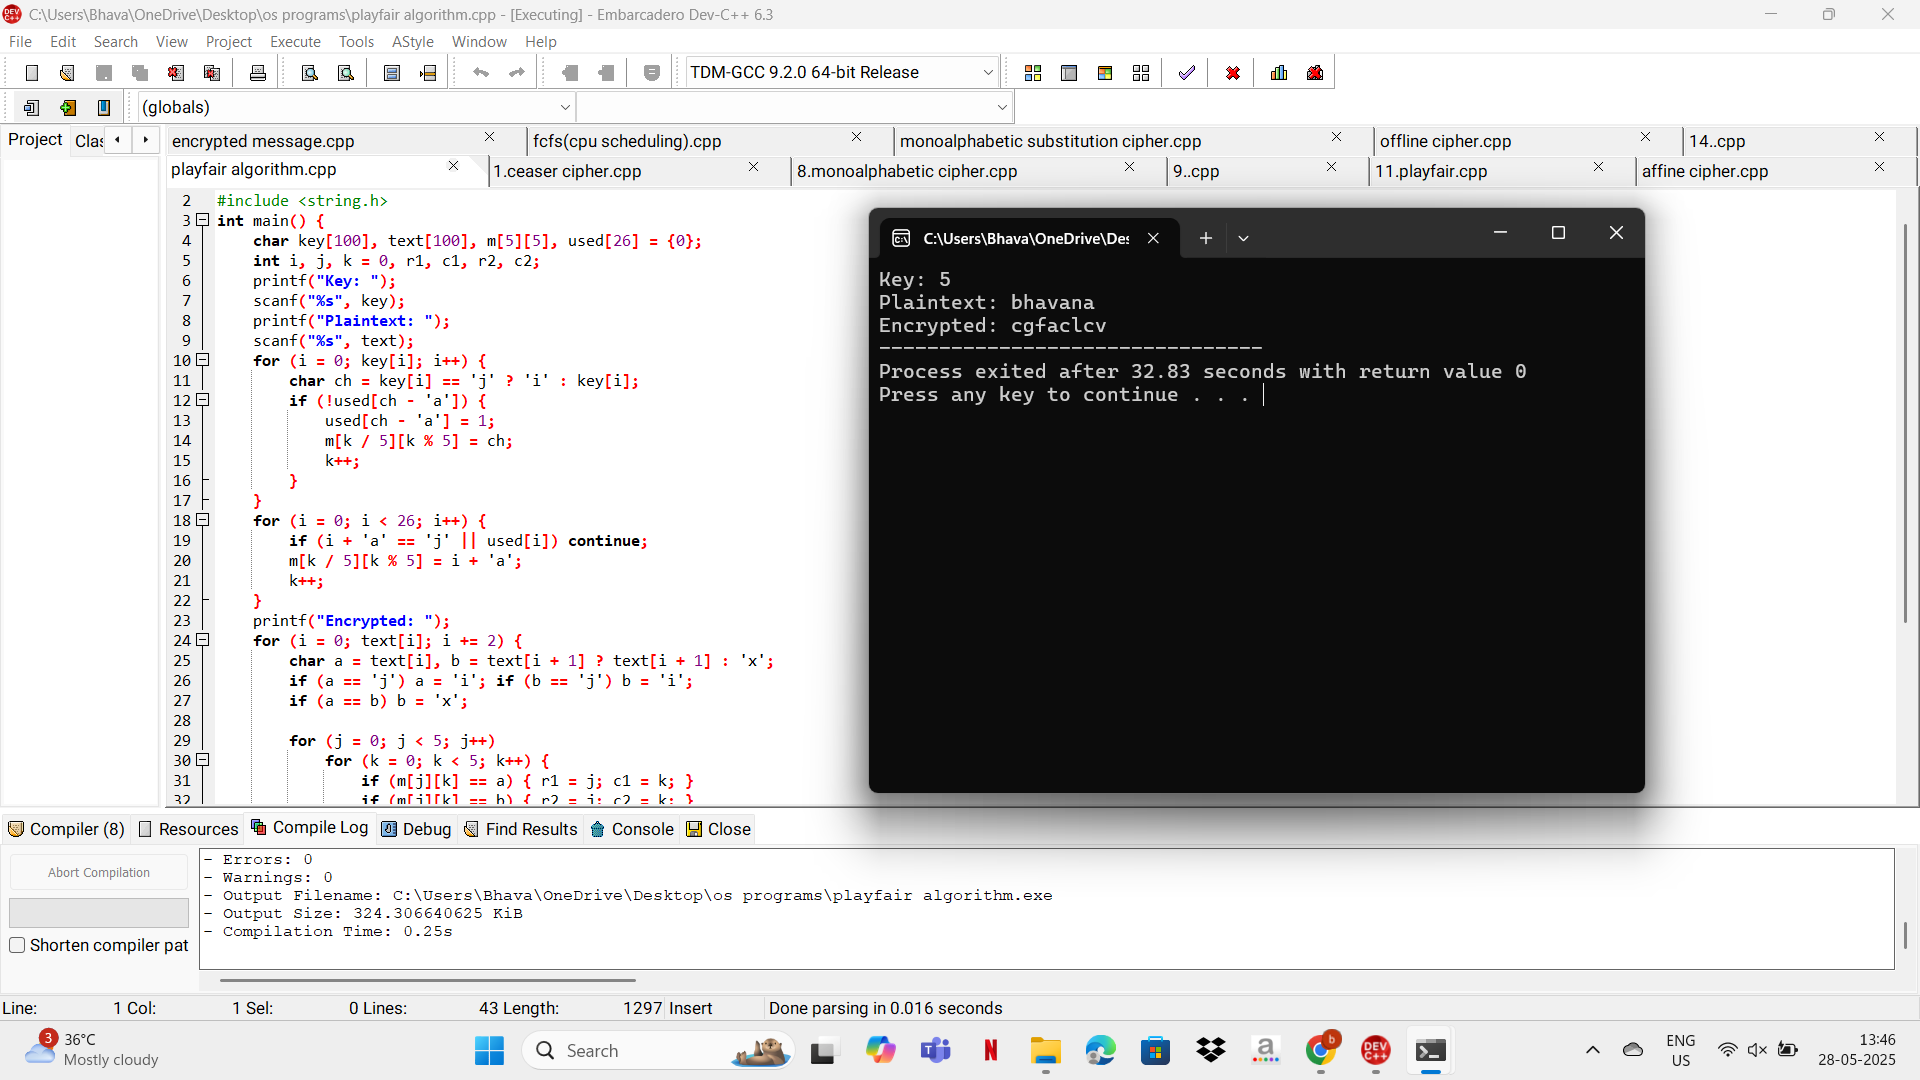 C:\Users\Bhava\OneDrive\Desktop\os programs\playfair algorithm.cpp - [Executing] - Embarcadero Dev-C++ 6.3
File Edit Search View Project Execute Tools AStyle Window Help
TDM-GCC 9.2.0 64-bit Release
(globals)
Project Clas
encrypted message.cpp fcfs(cpu scheduling).cpp monoalphabetic substitution cipher.cpp offline cipher.cpp 14..cpp
playfair algorithm.cpp 1.ceaser cipher.cpp 8.monoalphabetic cipher.cpp 9..cpp 11.playfair.cpp affine cipher.cpp
2 #include <string.h>
3 int main() {
4 char key[100], text[100], m[5][5], used[26] = {0};
5 int i, j, k = 0, r1, c1, r2, c2;
6 printf("Key: ");
7 scanf("%s", key);
8 printf("Plaintext: ");
9 scanf("%s", text);
10 for (i = 0; key[i]; i++) {
11 char ch = key[i] == 'j' ? 'i' : key[i];
12 if (!used[ch - 'a']) {
13 used[ch - 'a'] = 1;
14 m[k / 5][k % 5] = ch;
15 k++;
16 }
17 }
18 for (i = 0; i < 26; i++) {
19 if (i + 'a' == 'j' || used[i]) continue;
20 m[k / 5][k % 5] = i + 'a';
21 k++;
22 }
23 printf("Encrypted: ");
24 for (i = 0; text[i]; i += 2) {
25 char a = text[i], b = text[i + 1] ? text[i + 1] : 'x';
26 if (a == 'j') a = 'i'; if (b == 'j') b = 'i';
27 if (a == b) b = 'x';
28
29 for (j = 0; j < 5; j++)
30 for (k = 0; k < 5; k++) {
31 if (m[j][k] == a) { r1 = j; c1 = k; }
32 if (m[j][k] == b) { r2 = j; c2 = k; }
C:\Users\Bhava\OneDrive\Des
Key: 5
Plaintext: bhavana
Encrypted: cgfaclcv
--------------------------------
Process exited after 32.83 seconds with return value 0
Press any key to continue . . .
Compiler (8) Resources Compile Log Debug Find Results Console Close
Abort Compilation
Shorten compiler pat
- Errors: 0
- Warnings: 0
- Output Filename: C:\Users\Bhava\OneDrive\Desktop\os programs\playfair algorithm.exe
- Output Size: 324.306640625 KiB
- Compilation Time: 0.25s
Line: 1 Col: 1 Sel: 0 Lines: 43 Length: 1297 Insert Done parsing in 0.016 seconds
3 36°C
Mostly cloudy
Search
ENG
US
13:46
28-05-2025